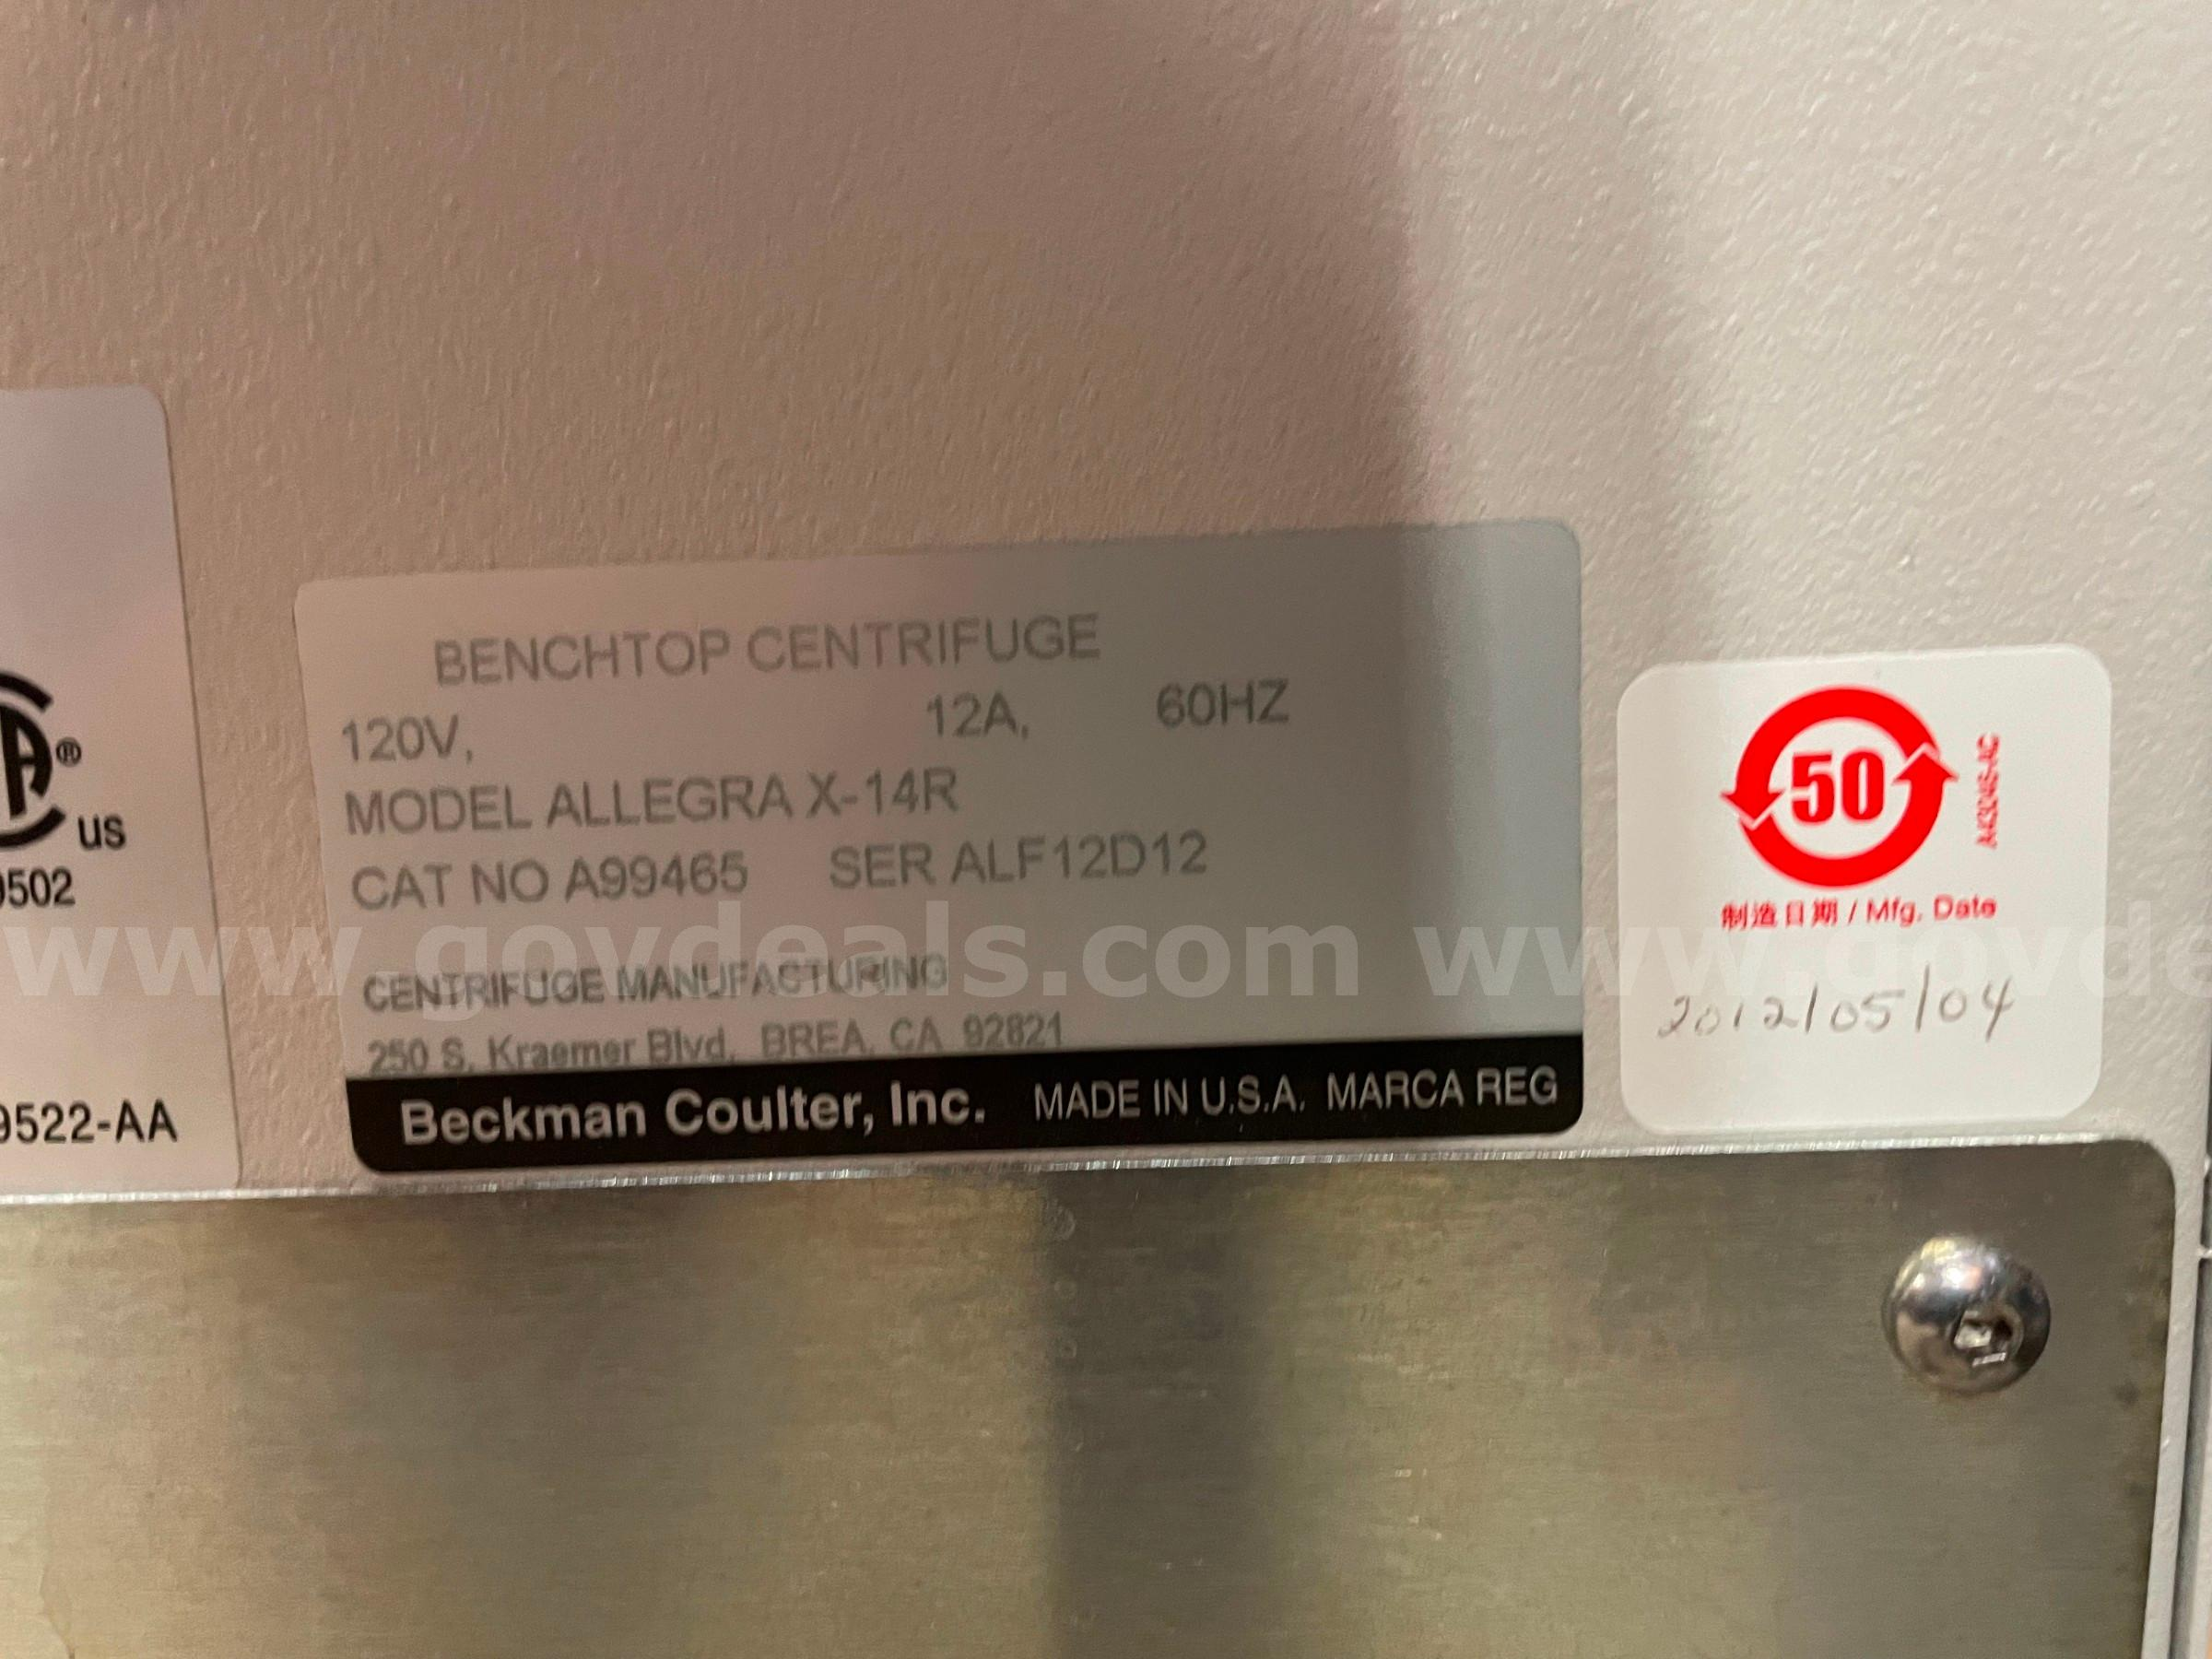 ®
US
9502
9522-AA
BENCHTOP CENTRIFUGE
120V, 12A, 60HZ
MODEL ALLEGRA X-14R
CAT NO A99465 SER ALF12D12
CENTRIFUGE MANUFACTURING
250 S. Kraemer Blvd. BREA, CA 92821
Beckman Coulter, Inc. MADE IN U.S.A. MARCA REG
50
制造日期 / Mfg. Date
2012/05/04
www.govdeals.com www.govde